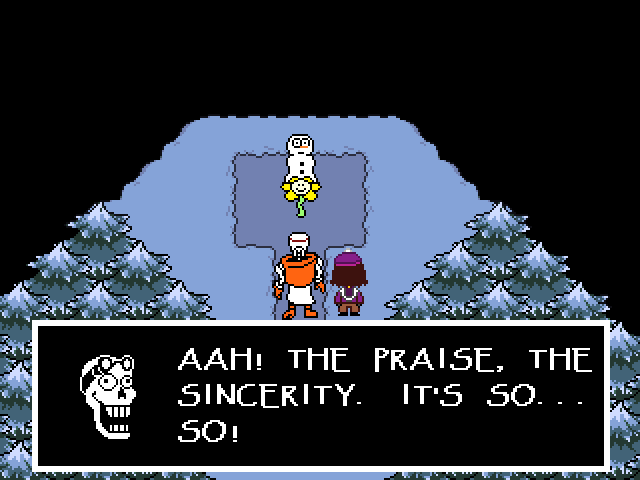 AAH! THE PRAISE, THE
SINCERITY. IT'S SO...
SO!